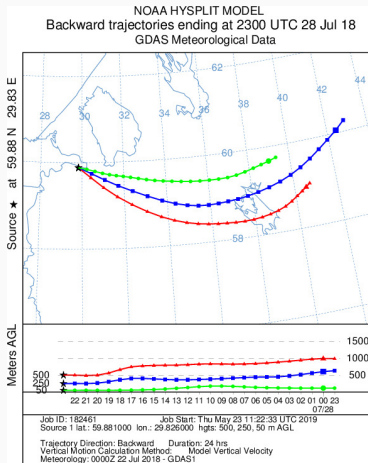 NOAA HYSPLIT MODEL
Backward trajectories ending at 2300 UTC 28 Jul 18
GDAS Meteorological Data
Source ★ at 59.88 N 29.83 E
28 30 32 34 36 38 40 42 44
62
60
58
Meters AGL
1500
1000
500
500
250
50
22 21 20 19 18 17 16 15 14 13 12 11 10 09 08 07 06 05 04 03 02 01 00 23
07/28
Job ID: 182461 Job Start: Thu May 23 11:22:33 UTC 2019
Source 1 lat.: 59.881000 lon.: 29.826000 hgts: 500, 250, 50 m AGL
Trajectory Direction: Backward Duration: 24 hrs
Vertical Motion Calculation Method: Model Vertical Velocity
Meteorology: 0000Z 22 Jul 2018 - GDAS1